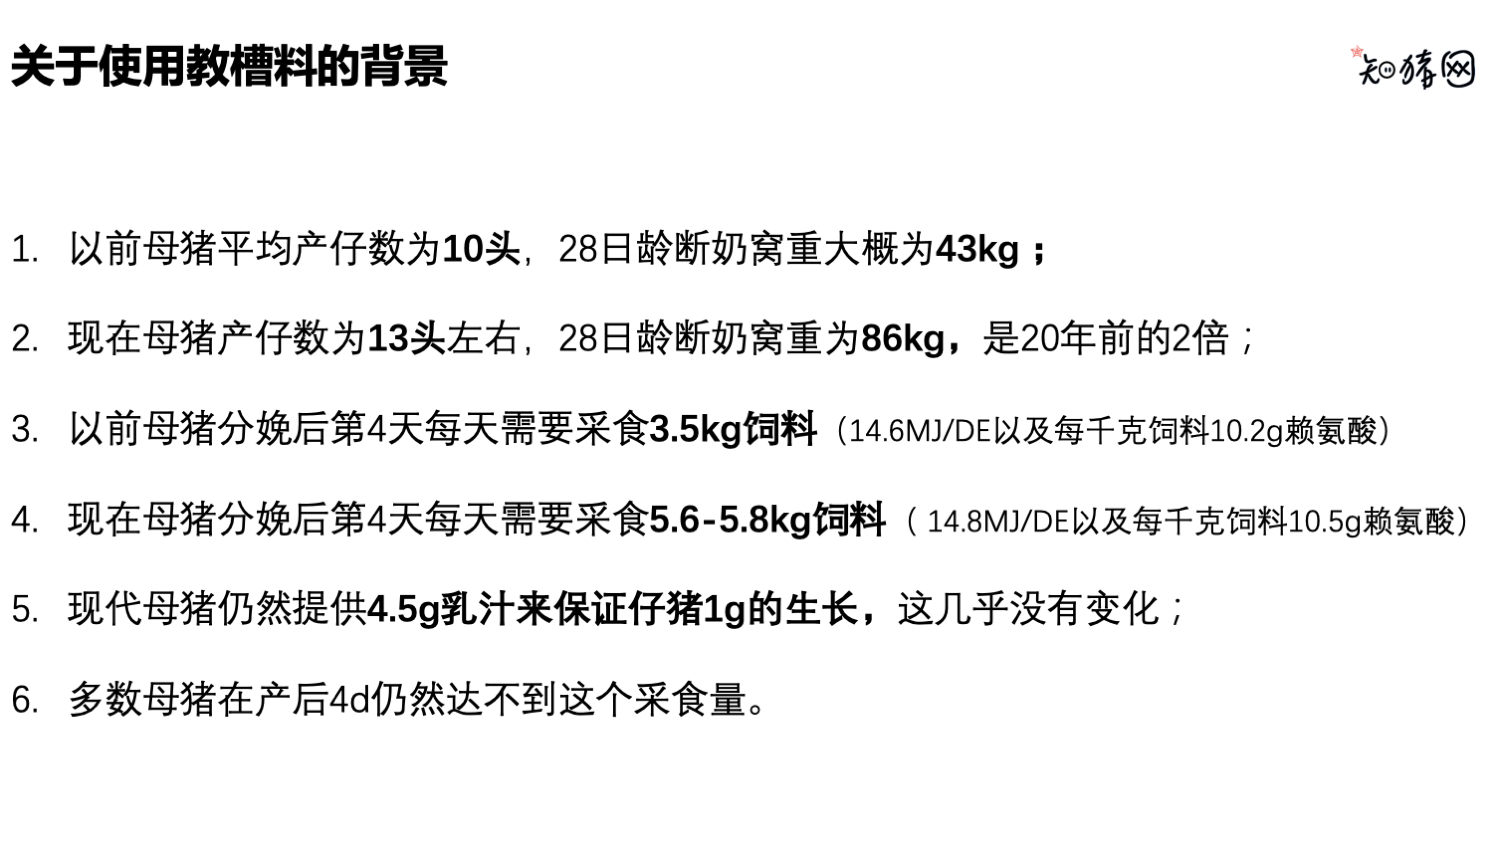 关于使用教槽料的背景
知猪网
1. 以前母猪平均产仔数为10头，28日龄断奶窝重大概为43kg；
2. 现在母猪产仔数为13头左右，28日龄断奶窝重为86kg，是20年前的2倍；
3. 以前母猪分娩后第4天每天需要采食3.5kg饲料（14.6MJ/DE以及每千克饲料10.2g赖氨酸）
4. 现在母猪分娩后第4天每天需要采食5.6-5.8kg饲料（ 14.8MJ/DE以及每千克饲料10.5g赖氨酸）
5. 现代母猪仍然提供4.5g乳汁来保证仔猪1g的生长，这几乎没有变化；
6. 多数母猪在产后4d仍然达不到这个采食量。